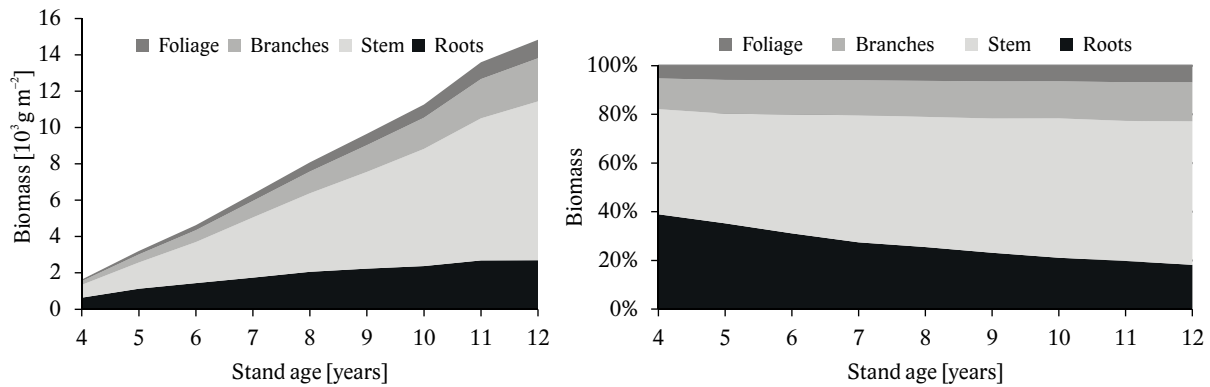 Biomass [10³ g m⁻²]
16
14
12
10
8
6
4
2
0
Foliage Branches Stem Roots
4 5 6 7 8 9 10 11 12
Stand age [years]
Biomass
100%
80%
60%
40%
20%
0%
Foliage Branches Stem Roots
4 5 6 7 8 9 10 11 12
Stand age [years]